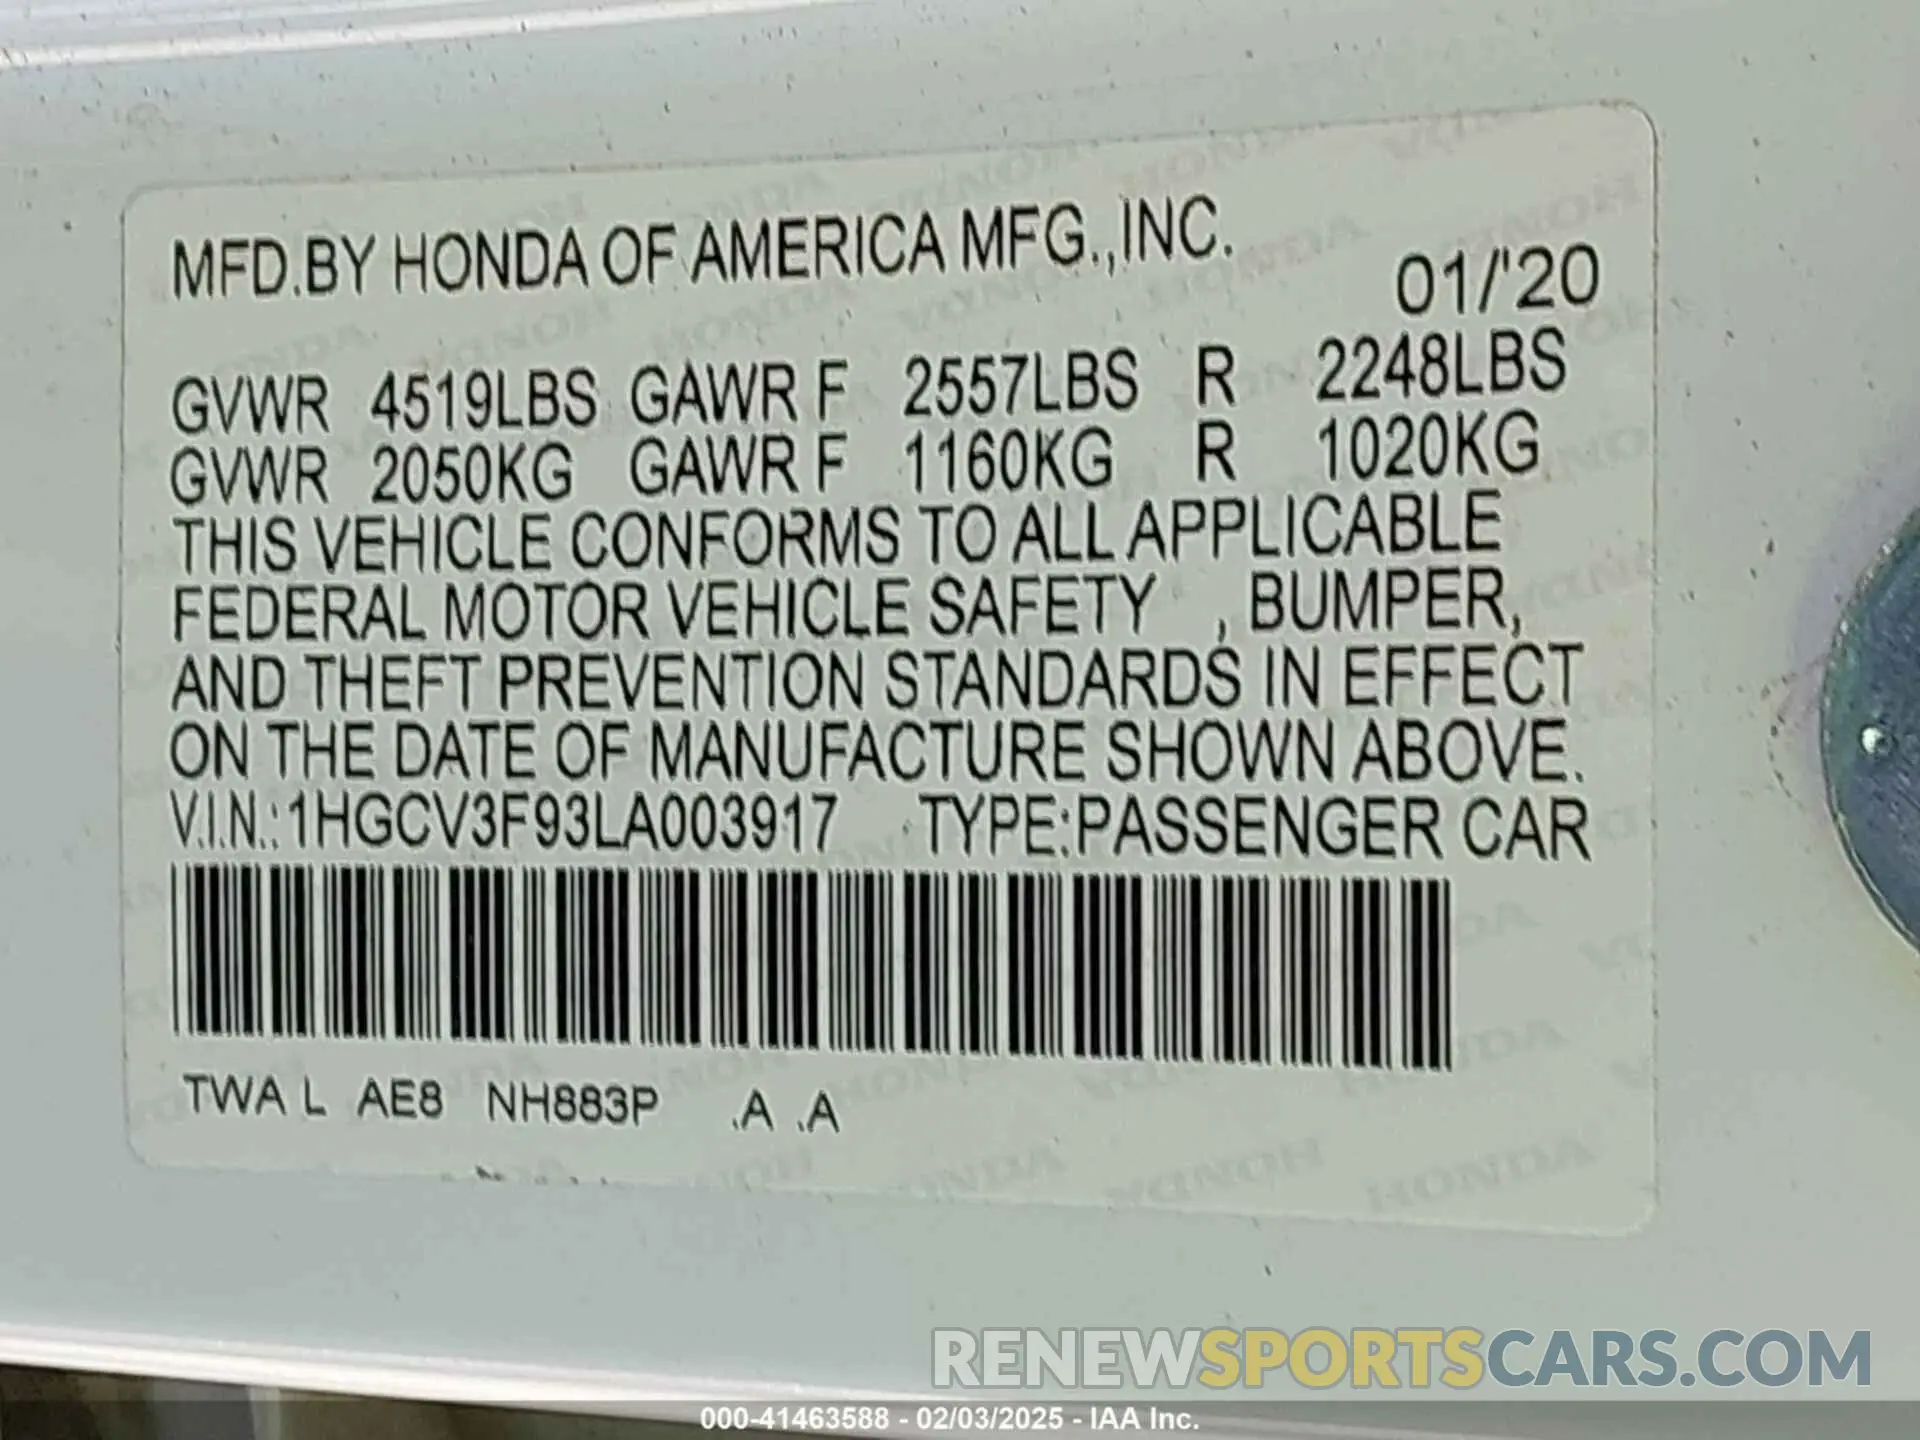 MFD.BY HONDA OF AMERICA MFG.,INC.
01/'20
GVWR 4519LBS GAWR F 2557LBS R 2248LBS
GVWR 2050KG GAWR F 1160KG R 1020KG
THIS VEHICLE CONFORMS TO ALL APPLICABLE
FEDERAL MOTOR VEHICLE SAFETY , BUMPER,
AND THEFT PREVENTION STANDARDS IN EFFECT
ON THE DATE OF MANUFACTURE SHOWN ABOVE.
V.I.N.:1HGCV3F93LA003917 TYPE:PASSENGER CAR
TWA L AE8 NH883P .A .A
RENEWSPORTSCARS.COM
000-41463588 - 02/03/2025 - IAA Inc.